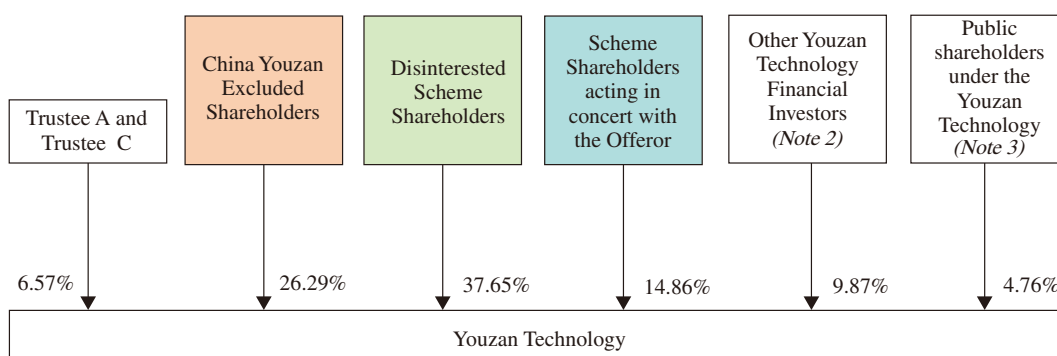 Trustee A and
Trustee C
China Youzan
Excluded
Shareholders
Disinterested
Scheme
Shareholders
Scheme
Shareholders
acting in
concert with
the Offeror
Other Youzan
Technology
Financial
Investors
(Note 2)
Public
shareholders
under the
Youzan
Technology
(Note 3)
6.57%
26.29%
37.65%
14.86%
9.87%
4.76%
Youzan Technology